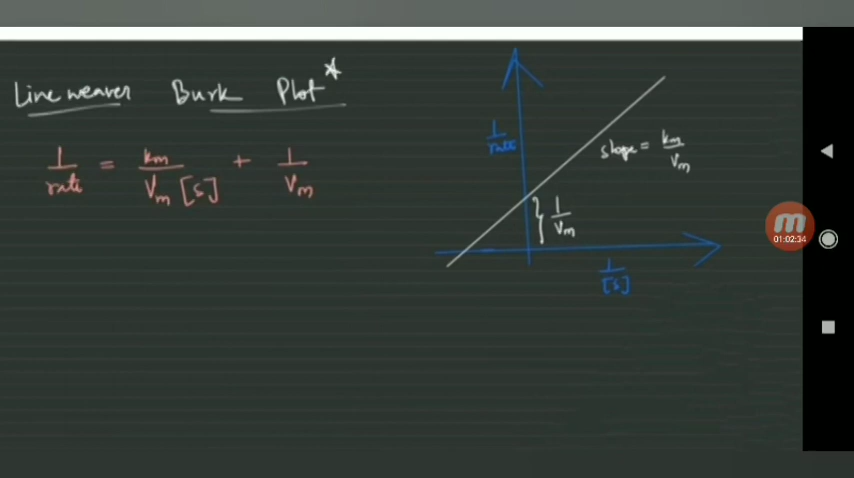 Lineweaver Burk Plot*
1/rate = km/Vm[s] + 1/Vm
1/rate
slope = km/Vm
1/Vm
1/[s]
m
01:02:34